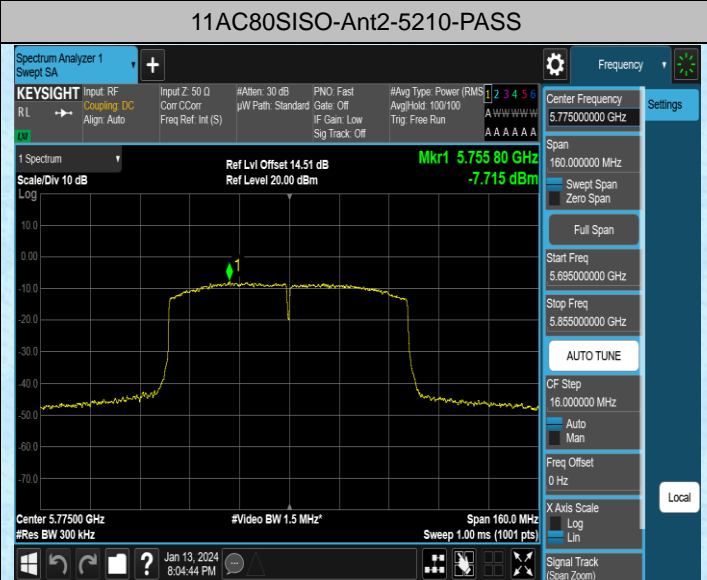 11AC80SISO-Ant2-5210-PASS
Spectrum Analyzer 1
Swept SA
Frequency
KEYSIGHT
RL
LXI
Input: RF
Coupling: DC
Align: Auto
Input Z: 50 Ω
Corr CCorr
Freq Ref: Int (S)
#Atten: 30 dB
µW Path: Standard
PNO: Fast
Gate: Off
IF Gain: Low
Sig Track: Off
#Avg Type: Power (RMS
Avg|Hold: 100/100
Trig: Free Run
1 2 3 4 5 6
A W W W W W
A A A A A A
1 Spectrum
Scale/Div 10 dB
Log
Ref Lvl Offset 14.51 dB
Ref Level 20.00 dBm
Mkr1 5.755 80 GHz
-7.715 dBm
10.0
0.00
-10.0
-20.0
-30.0
-40.0
-50.0
-60.0
-70.0
1
Center 5.77500 GHz
#Res BW 300 kHz
#Video BW 1.5 MHz*
Span 160.0 MHz
Sweep 1.00 ms (1001 pts)
Jan 13, 2024
8:04:44 PM
Center Frequency
5.775000000 GHz
Span
160.000000 MHz
Swept Span
Zero Span
Full Span
Start Freq
5.695000000 GHz
Stop Freq
5.855000000 GHz
AUTO TUNE
CF Step
16.000000 MHz
Auto
Man
Freq Offset
0 Hz
X Axis Scale
Log
Lin
Signal Track
(Span Zoom)
Settings
Local